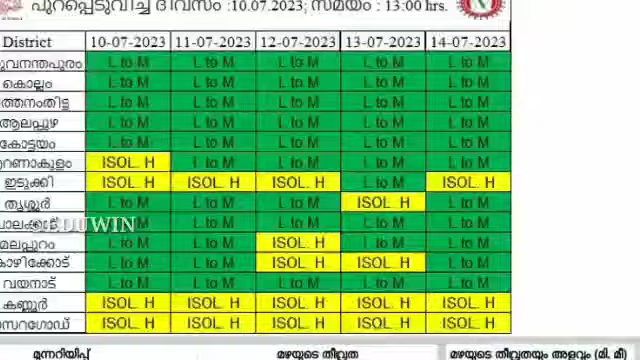 പുറപ്പെടുവിച്ച ദിവസം :10.07.2023; സമയം : 13:00 hrs.
District 10-07-2023 11-07-2023 12-07-2023 13-07-2023 14-07-2023
രുവനന്തപുരം L to M L to M L to M L to M L to M
കൊല്ലം L to M L to M L to M L to M L to M
ത്തനംതിട്ട L to M L to M L to M L to M L to M
ആലപ്പുഴ L to M L to M L to M L to M L to M
കോട്ടയം L to M L to M L to M L to M L to M
റണാകുളം ISOL. H L to M L to M L to M L to M
ഇടുക്കി ISOL. H ISOL. H ISOL. H L to M ISOL. H
തൃശൂർ L to M L to M L to M ISOL. H L to M
ാലക്കാട് L to M L to M L to M L to M L to M
EDUWIN
മലപ്പുറം L to M L to M ISOL. H L to M L to M
കാഴിക്കോട് L to M L to M ISOL. H ISOL. H L to M
വയനാട് L to M L to M L to M L to M L to M
കണ്ണൂർ ISOL. H ISOL. H ISOL. H ISOL. H ISOL. H
ാസറഗോഡ് ISOL. H ISOL. H ISOL. H ISOL. H ISOL. H
മുന്നറിയിപ്പ് മഴയുടെ തീവ്രത മഴയുടെ തീവ്രതയും അളവും (മി. മീ)